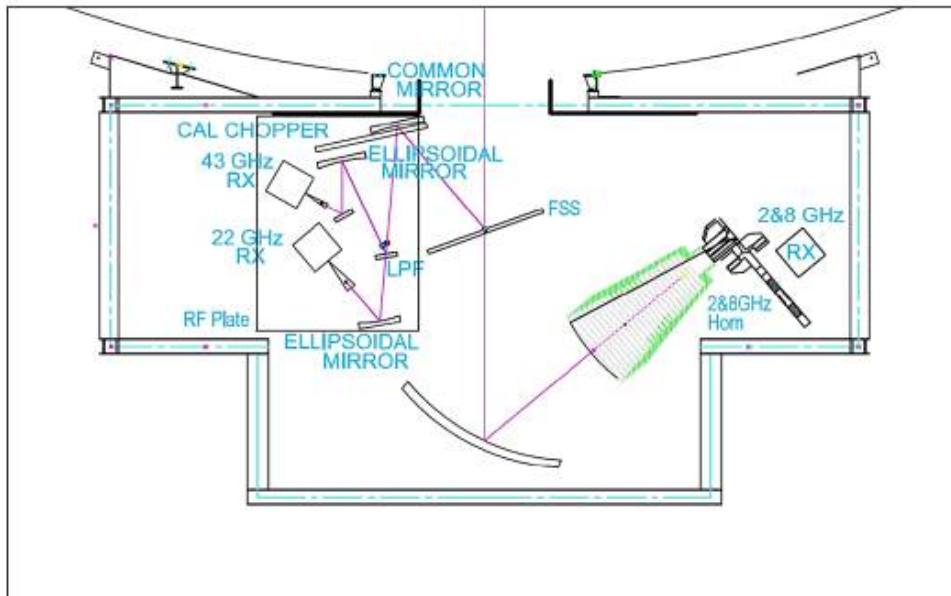 COMMON
MIRROR
CAL CHOPPER
ELLIPSOIDAL
MIRROR
43 GHz
RX
FSS
2&8 GHz
RX
22 GHz
RX
LPF
2&8GHz
Horn
RF Plate
ELLIPSOIDAL
MIRROR